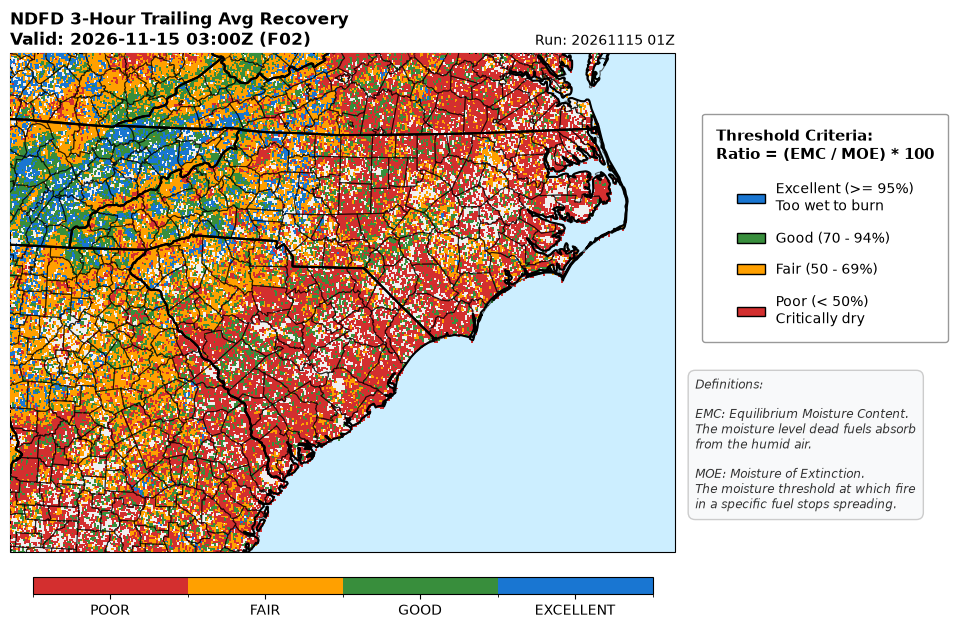 NDFD 3-Hour Trailing Avg Recovery
Valid: 2026-11-15 03:00Z (F02)
Run: 20261115 01Z
Threshold Criteria:
Ratio = (EMC / MOE) * 100
Excellent (>= 95%)
Too wet to burn
Good (70 - 94%)
Fair (50 - 69%)
Poor (< 50%)
Critically dry
Definitions:
EMC: Equilibrium Moisture Content.
The moisture level dead fuels absorb
from the humid air.
MOE: Moisture of Extinction.
The moisture threshold at which fire
in a specific fuel stops spreading.
POOR FAIR GOOD EXCELLENT